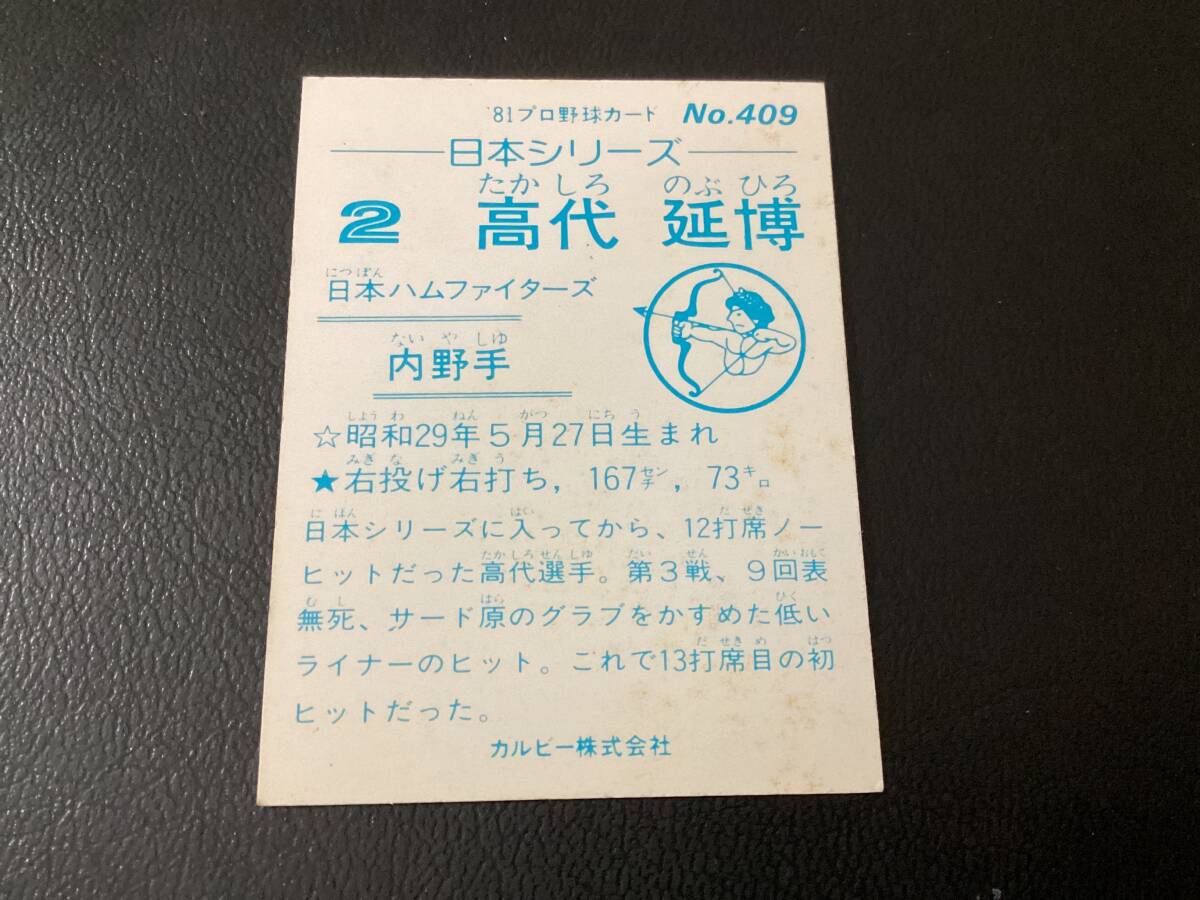 '81プロ野球カード No.409
日本シリーズ
たか しろ のぶ ひろ
2 高代 延博
につ ぽん
日本ハムファイターズ
ない や しゆ
内野手
しよう わ ねん がつ にち う
☆昭和29年5月27日生まれ
みぎ な みぎ う
★右投げ右打ち，167センチ，73キロ
に ほん はい だ せき
日本シリーズに入ってから、12打席ノー
たか しろ せん しゆ だい せん かい おもて
ヒットだった高代選手。第3戦、9回表
む し はら ひく
無死、サード原のグラブをかすめた低い
だ せき め はつ
ライナーのヒット。これで13打席目の初
ヒットだった。
カルビー株式会社